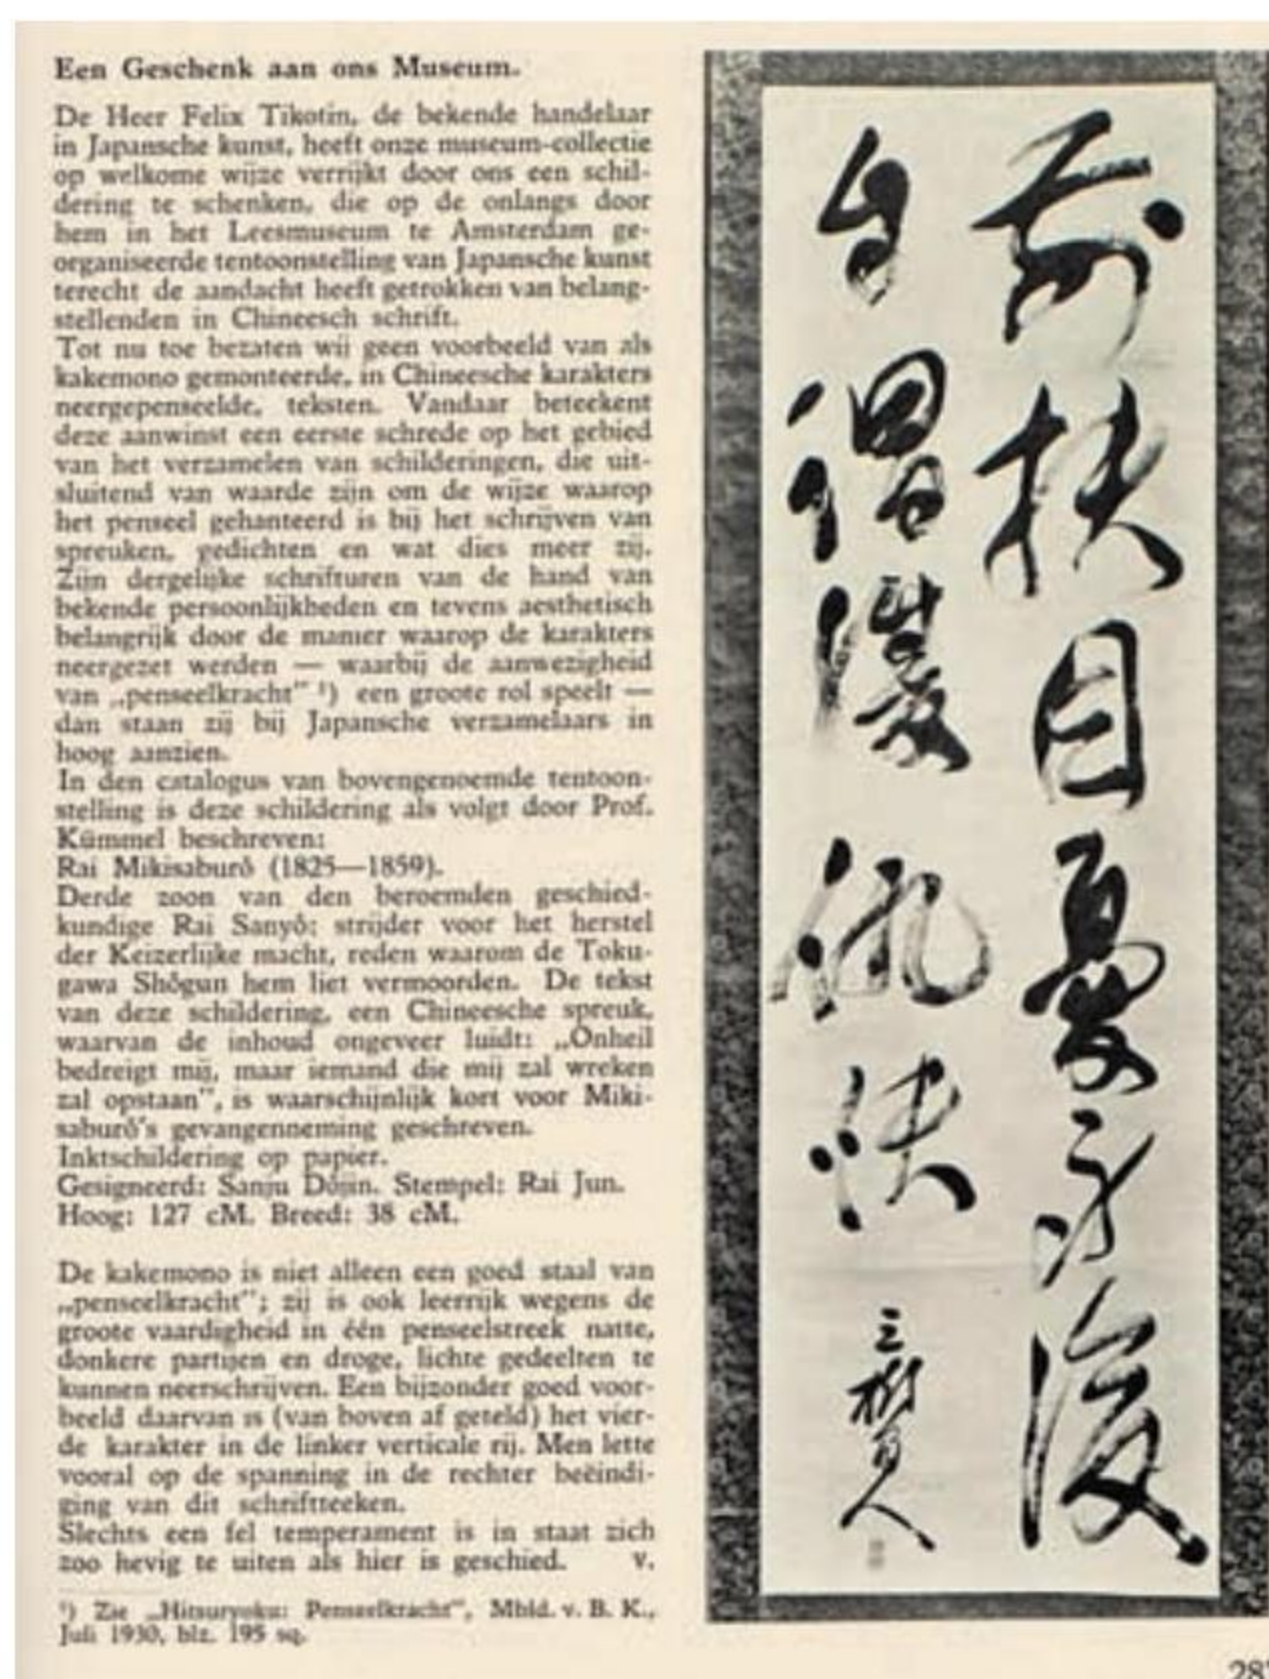 Een Geschenk aan ons Museum.
De Heer Felix Tikotin, de bekende handelaar
in Japansche kunst, heeft onze museum-collectie
op welkome wijze verrijkt door ons een schil-
dering te schenken, die op de onlangs door
hem in het Leesmuseum te Amsterdam ge-
organiseerde tentoonstelling van Japansche kunst
terecht de aandacht heeft getrokken van belang-
stellenden in Chineesch schrift.
Tot nu toe bezaten wij geen voorbeeld van als
kakemono gemonteerde, in Chineesche karakters
neergepenseelde, teksten. Vandaar beteekent
deze aanwinst een eerste schrede op het gebied
van het verzamelen van schilderingen, die uit-
sluitend van waarde zijn om de wijze waarop
het penseel gehanteerd is bij het schrijven van
spreuken, gedichten en wat dies meer zij.
Zijn dergelijke schrifturen van de hand van
bekende persoonlijkheden en tevens aesthetisch
belangrijk door de manier waarop de karakters
neergezet werden — waarbij de aanwezigheid
van „penseelkracht" ¹) een groote rol speelt —
dan staan zij bij Japansche verzamelaars in
hoog aanzien.
In den catalogus van bovengenoemde tentoon-
stelling is deze schildering als volgt door Prof.
Kümmel beschreven:
Rai Mikisaburô (1825—1859).
Derde zoon van den beroemden geschied-
kundige Rai Sanyô; strijder voor het herstel
der Keizerlijke macht, reden waarom de Toku-
gawa Shôgun hem liet vermoorden. De tekst
van deze schildering, een Chineesche spreuk,
waarvan de inhoud ongeveer luidt: „Onheil
bedreigt mij, maar iemand die mij zal wreken
zal opstaan", is waarschijnlijk kort voor Miki-
saburô's gevangenneming geschreven.
Inktschildering op papier.
Gesigneerd: Sanju Dôjin. Stempel: Rai Jun.
Hoog: 127 cM. Breed: 38 cM.
De kakemono is niet alleen een goed staal van
„penseelkracht"; zij is ook leerrijk wegens de
groote vaardigheid in één penseelstreek natte,
donkere partijen en droge, lichte gedeelten te
kunnen neerschrijven. Een bijzonder goed voor-
beeld daarvan is (van boven af geteld) het vier-
de karakter in de linker verticale rij. Men lette
vooral op de spanning in de rechter beëindi-
ging van dit schriftteeken.
Slechts een fel temperament is in staat zich
zoo hevig te uiten als hier is geschied. v.
¹) Zie „Hitsuryoku: Penseelkracht", Mbld. v. B. K.,
Juli 1930, blz. 195 sq.
目憂
三樹